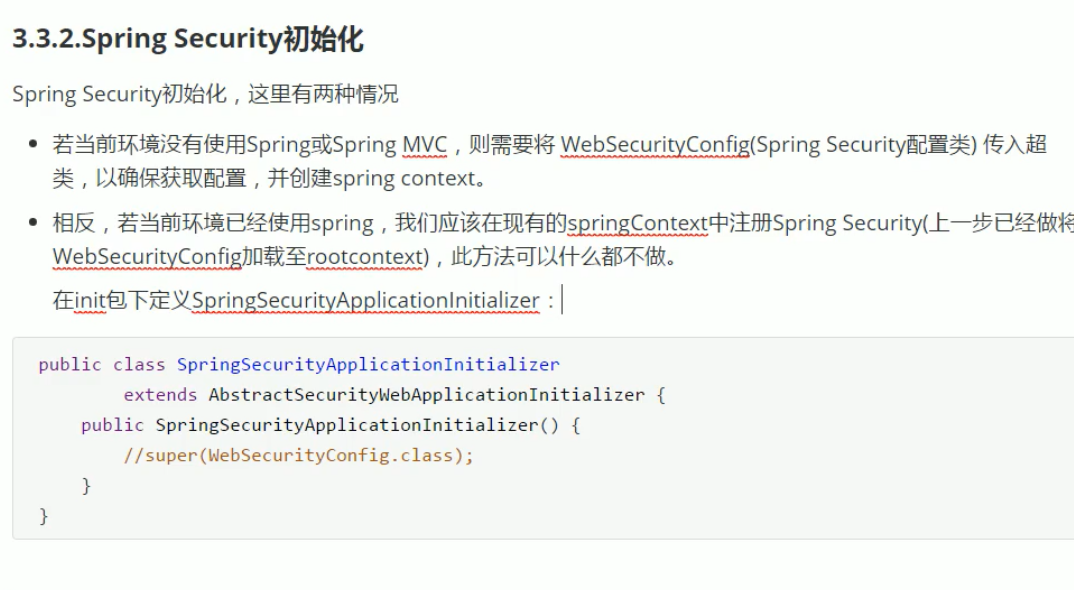 3.3.2.Spring Security初始化
Spring Security初始化，这里有两种情况
• 若当前环境没有使用Spring或Spring MVC，则需要将 WebSecurityConfig(Spring Security配置类) 传入超
类，以确保获取配置，并创建spring context。
• 相反，若当前环境已经使用spring，我们应该在现有的springContext中注册Spring Security(上一步已经做将
WebSecurityConfig加载至rootcontext)，此方法可以什么都不做。
在init包下定义SpringSecurityApplicationInitializer：
public class SpringSecurityApplicationInitializer
        extends AbstractSecurityWebApplicationInitializer {
    public SpringSecurityApplicationInitializer() {
        //super(WebSecurityConfig.class);
    }
}